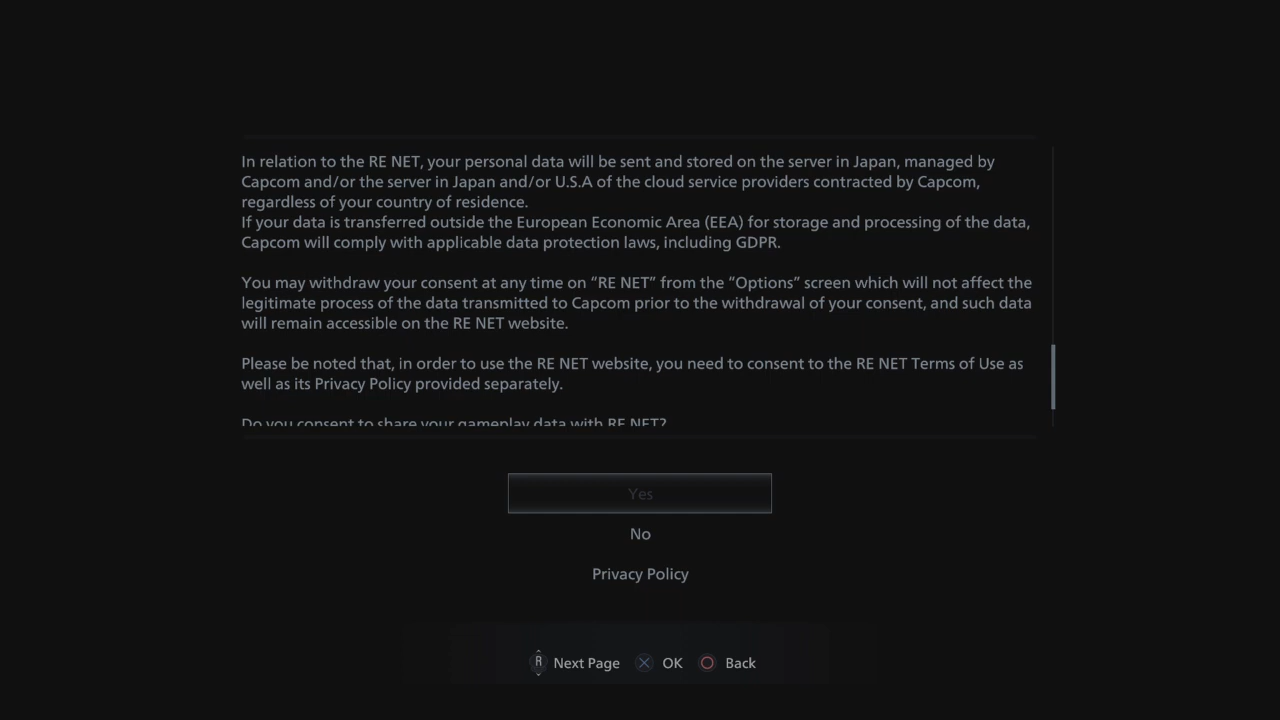 In relation to the RE NET, your personal data will be sent and stored on the server in Japan, managed by
Capcom and/or the server in Japan and/or U.S.A of the cloud service providers contracted by Capcom,
regardless of your country of residence.
If your data is transferred outside the European Economic Area (EEA) for storage and processing of the data,
Capcom will comply with applicable data protection laws, including GDPR.
You may withdraw your consent at any time on “RE NET” from the “Options” screen which will not affect the
legitimate process of the data transmitted to Capcom prior to the withdrawal of your consent, and such data
will remain accessible on the RE NET website.
Please be noted that, in order to use the RE NET website, you need to consent to the RE NET Terms of Use as
well as its Privacy Policy provided separately.
Do you consent to share your gameplay data with RE NET?
Yes
No
Privacy Policy
R Next Page OK Back